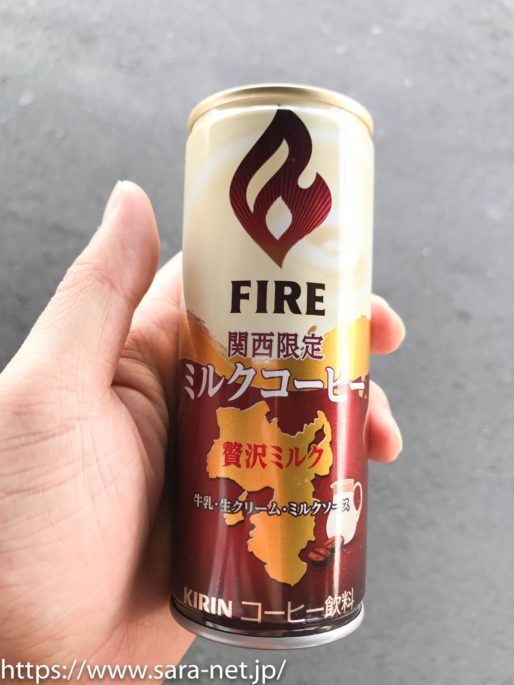 FIRE
関西限定
ミルクコーヒー
贅沢ミルク
牛乳・生クリーム・ミルクソース
KIRIN コーヒー飲料
https://www.sara-net.jp/